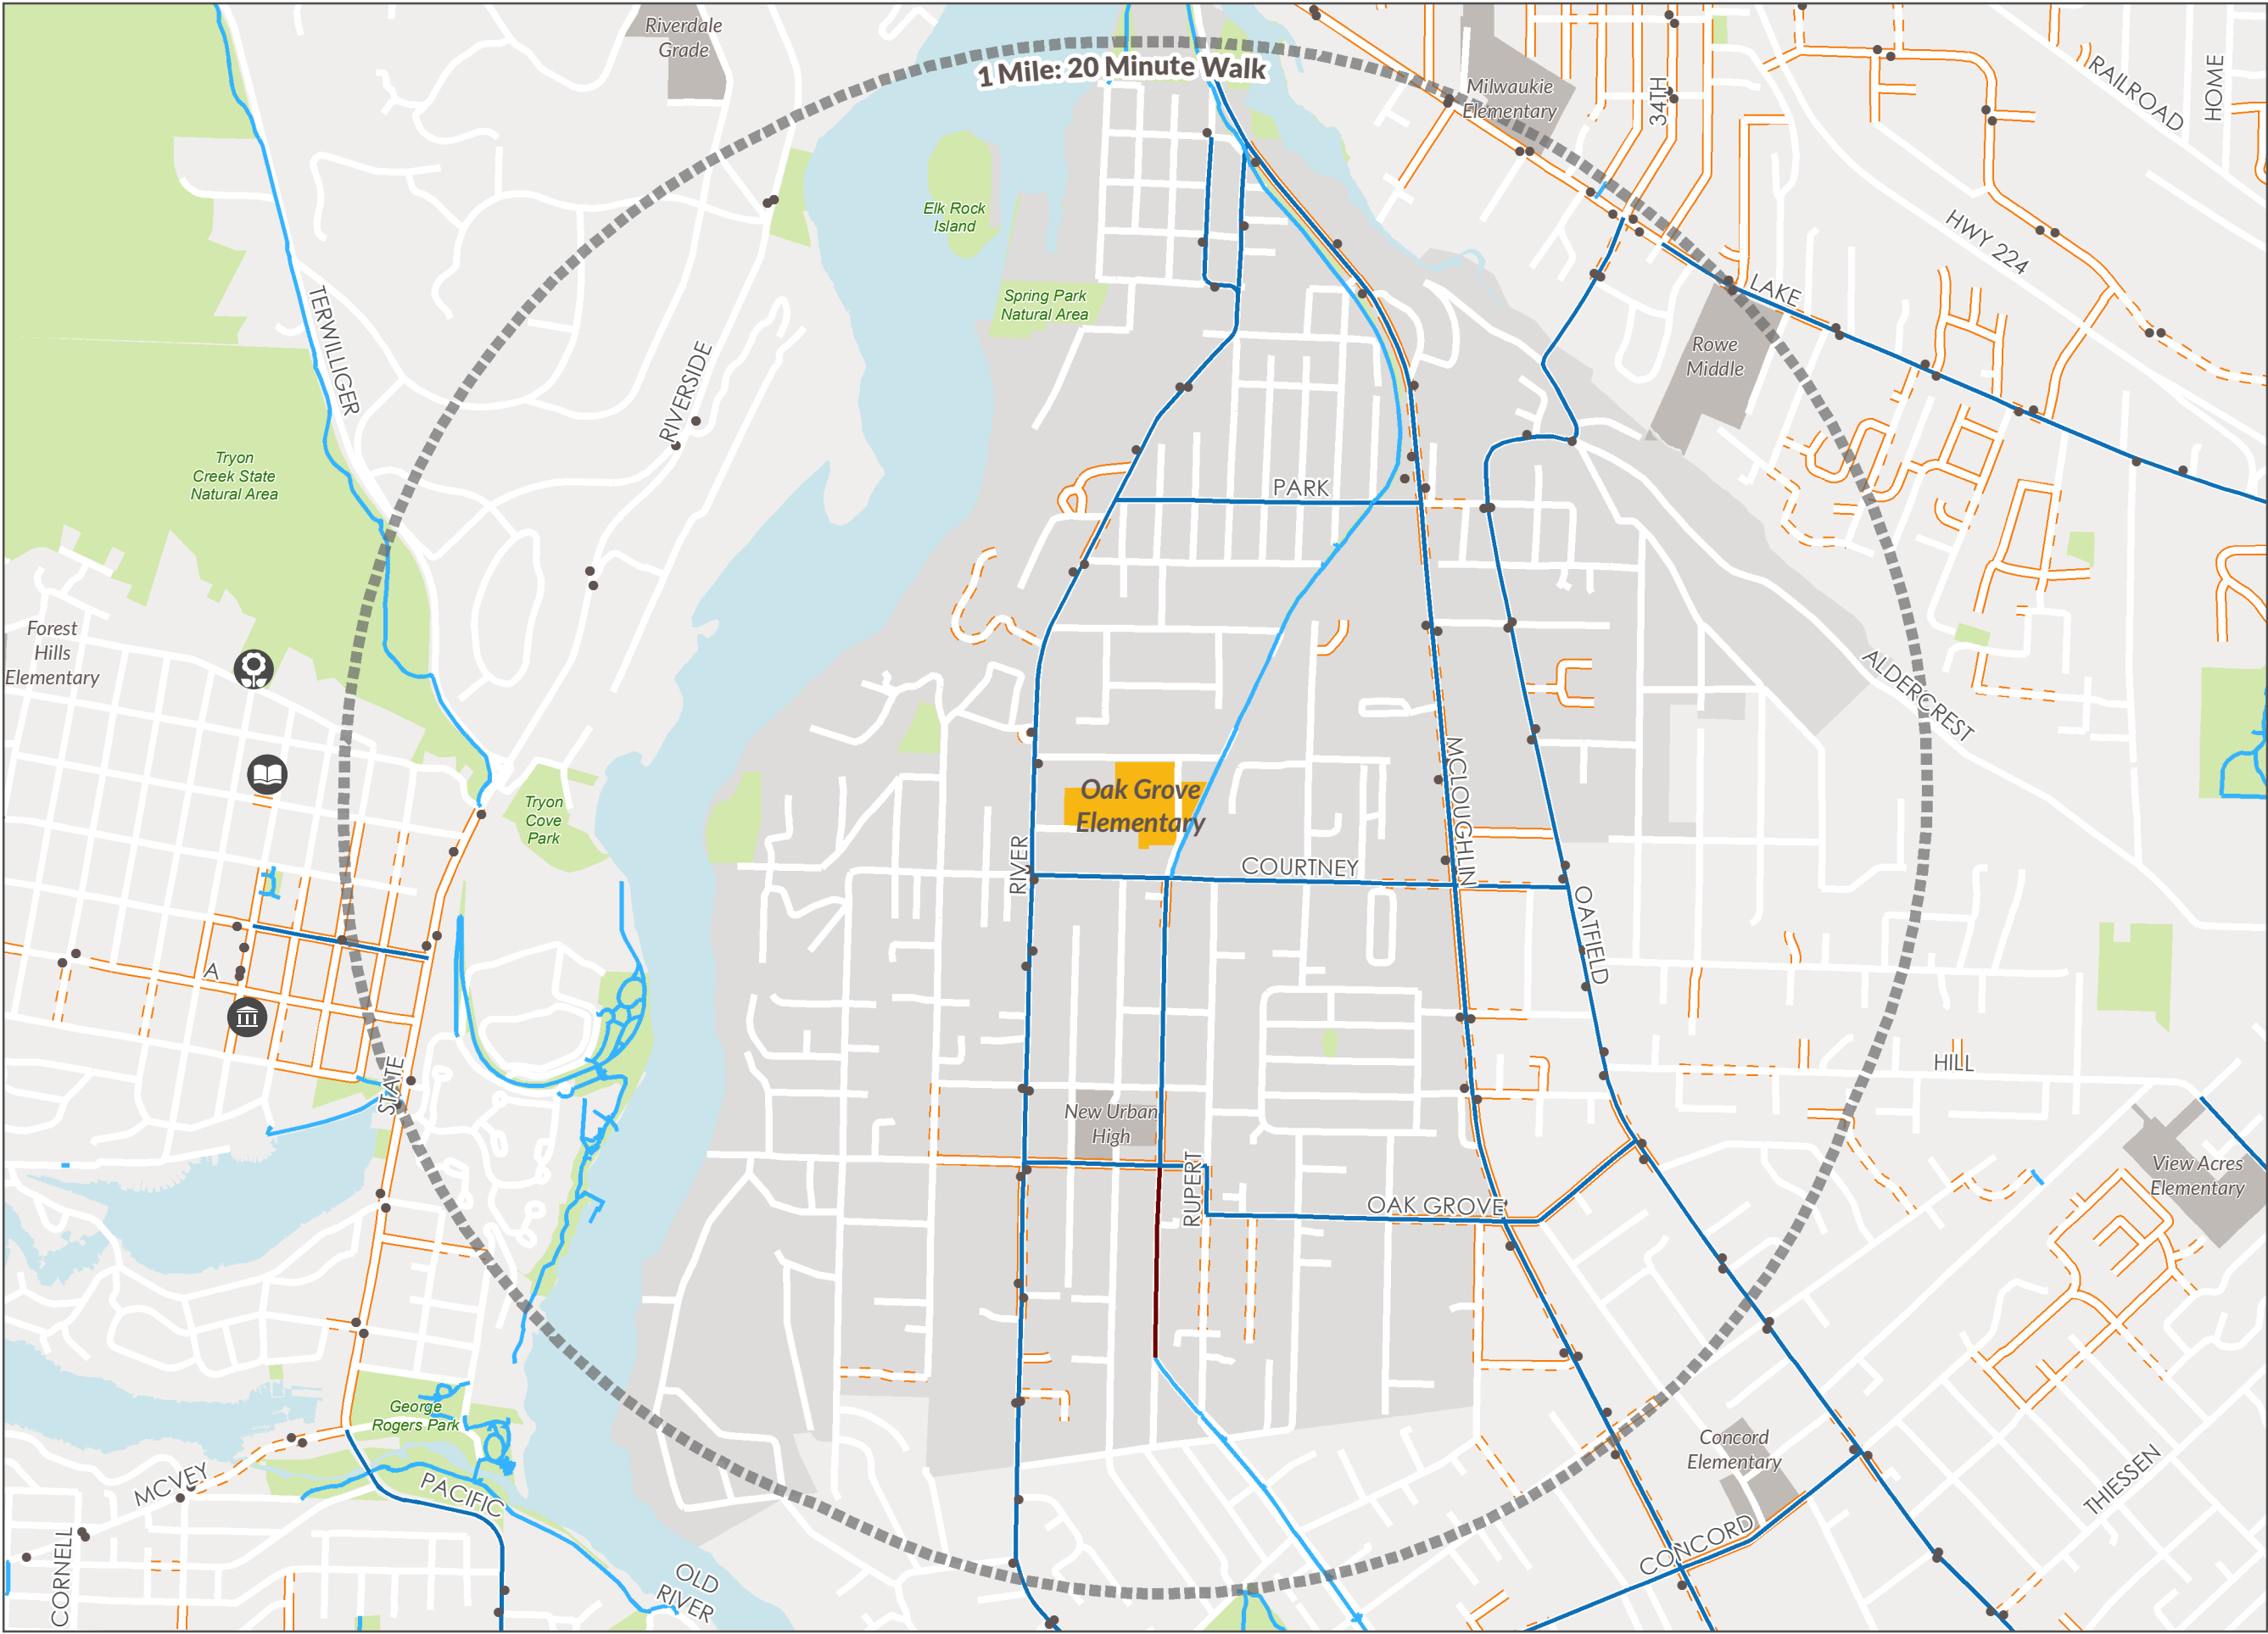 Riverdale
Grade
1 Mile: 20 Minute Walk
Milwaukie
Elementary
34TH
RAILROAD
HOME
Elk Rock
Island
HWY 224
Spring Park
Natural Area
LAKE
TERWILLIGER
RIVERSIDE
Rowe
Middle
Tryon
Creek State
Natural Area
PARK
Forest
Hills
Elementary
ALDERCREST
Oak Grove
Elementary
Tryon
Cove
Park
MCLOUGHLIN
RIVER
COURTNEY
OATFIELD
A
STATE
HILL
New Urban
High
RUPERT
OAK GROVE
View Acres
Elementary
George
Rogers Park
Concord
Elementary
MCVEY
PACIFIC
THIESSEN
CORNELL
CONCORD
OLD
RIVER